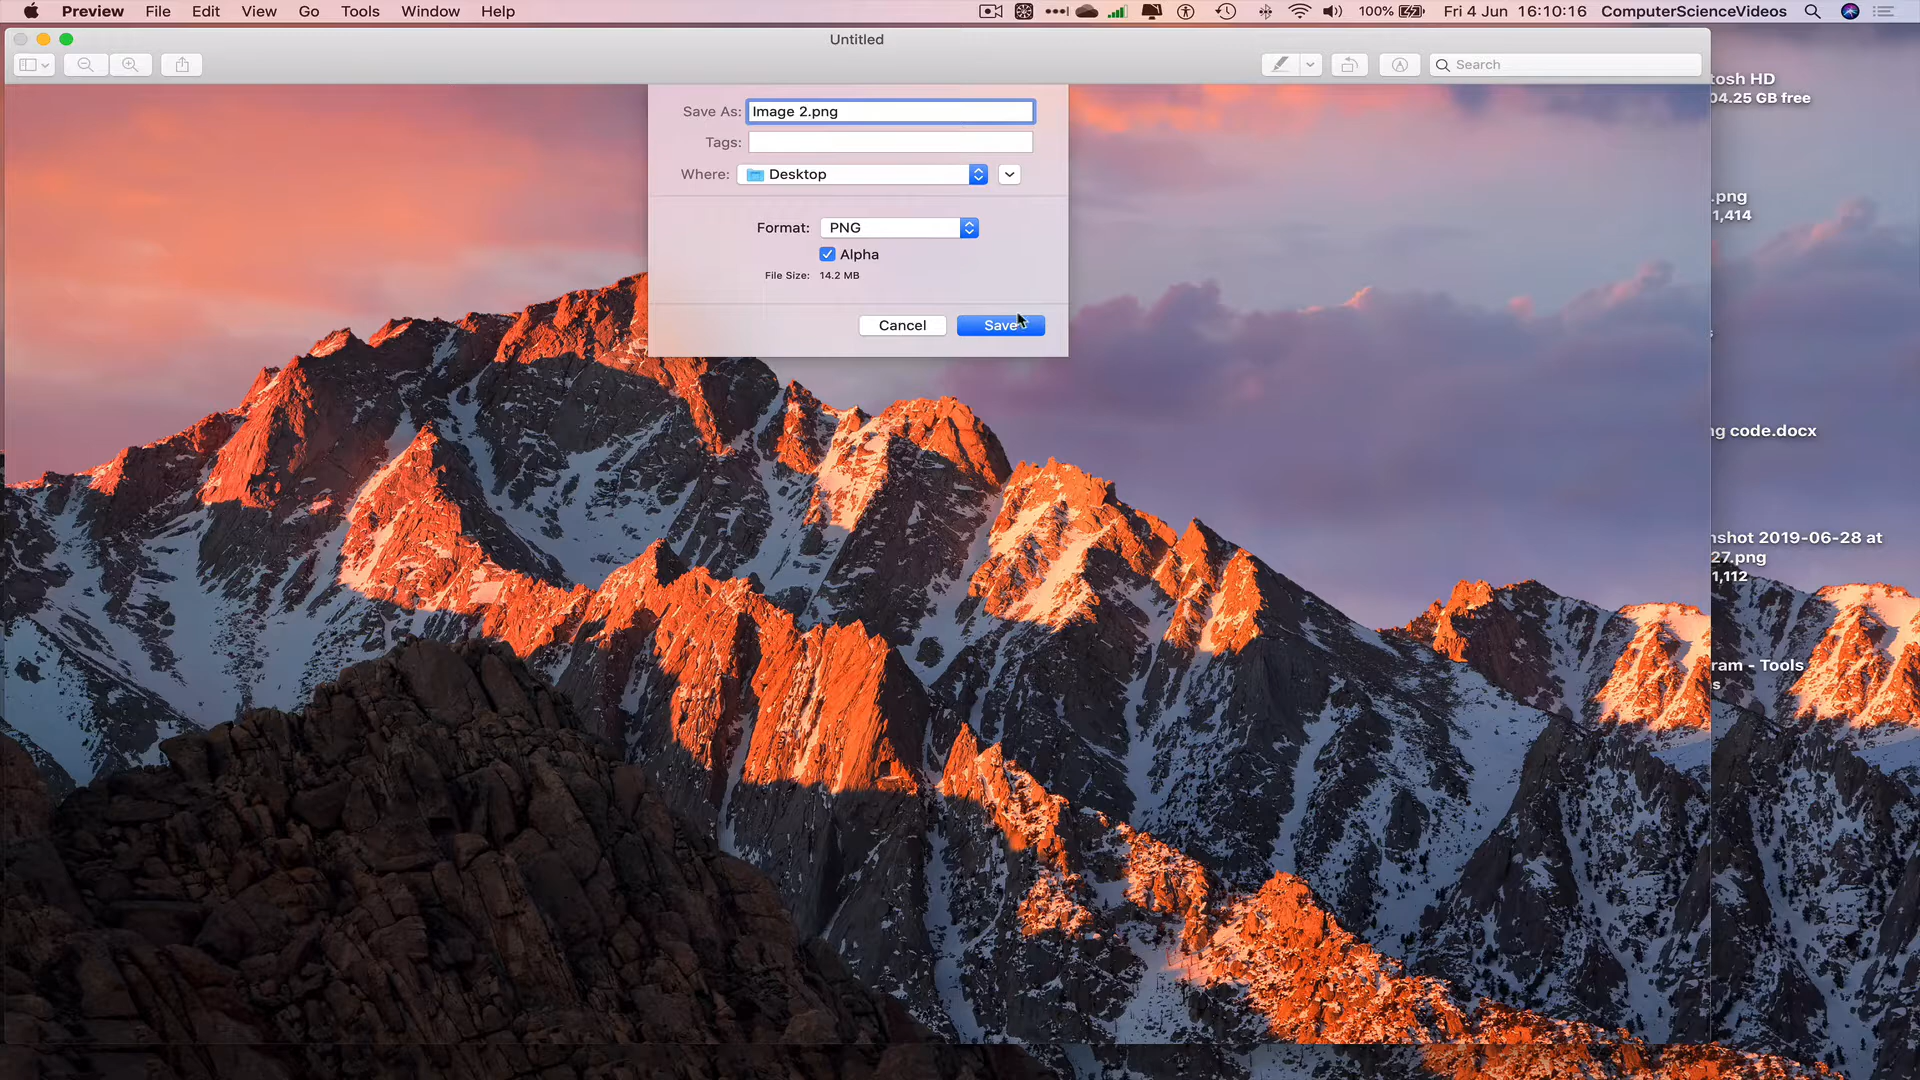 Preview File Edit View Go Tools Window Help 100% Fri 4 Jun 16:10:16 ComputerScienceVideos
Untitled
Search
Save As: Image 2.png
Tags:
Where: Desktop
Format: PNG
Alpha
File Size: 14.2 MB
Cancel Save
tosh HD
04.25 GB free
.png
1,414
s
ng code.docx
nshot 2019-06-28 at
27.png
1,112
ram - Tools
s